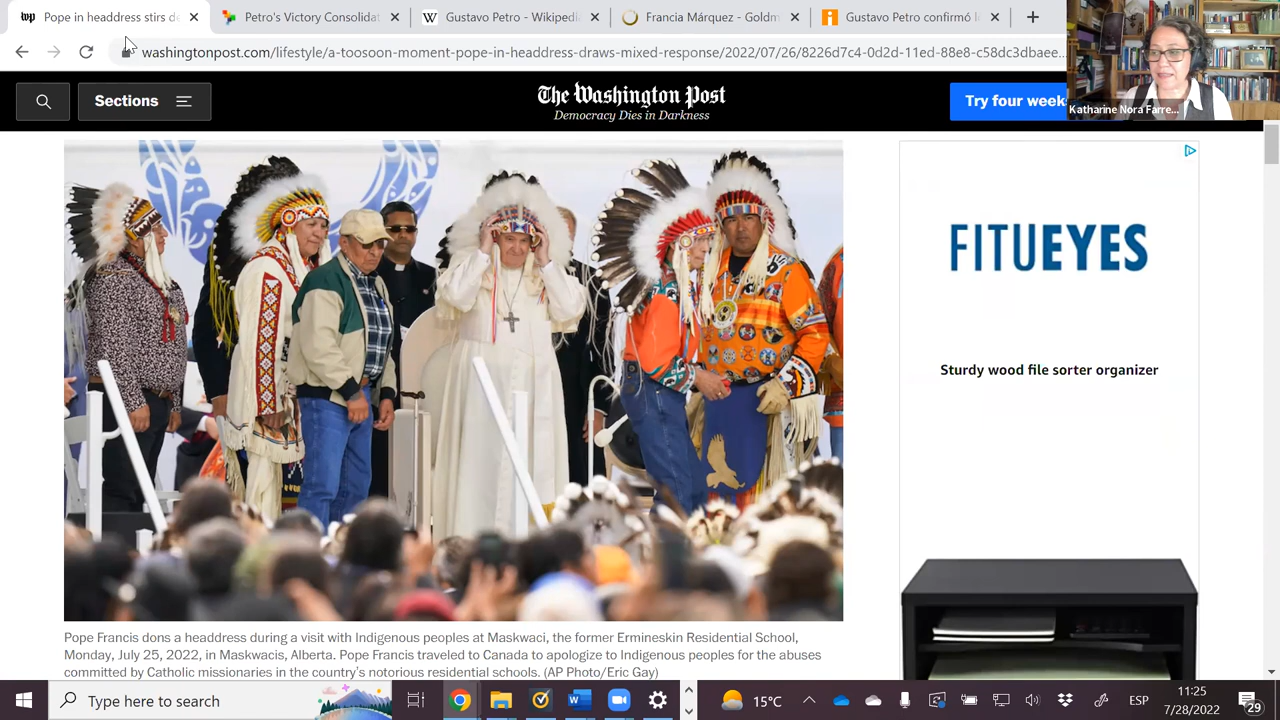 Pope in headdress stirs de
Petro's Victory Consolidat
Gustavo Petro - Wikiped
Francia Márquez - Goldm
Gustavo Petro confirmó l
washingtonpost.com/lifestyle/a-tooson-moment-pope-in-headdress-draws-mixed-response/2022/07/26/8226d7c4-0d2d-11ed-88e8-c58dc3dbaee...
Sections
The Washington Post
Democracy Dies in Darkness
Try four week
Katharine Nora Farre...
FITUEYES
Sturdy wood file sorter organizer
Pope Francis dons a headdress during a visit with Indigenous peoples at Maskwaci, the former Ermineskin Residential School,
Monday, July 25, 2022, in Maskwacis, Alberta. Pope Francis traveled to Canada to apologize to Indigenous peoples for the abuses
committed by Catholic missionaries in the country's notorious residential schools. (AP Photo/Eric Gay)
Type here to search
15°C
ESP
11:25
7/28/2022
29